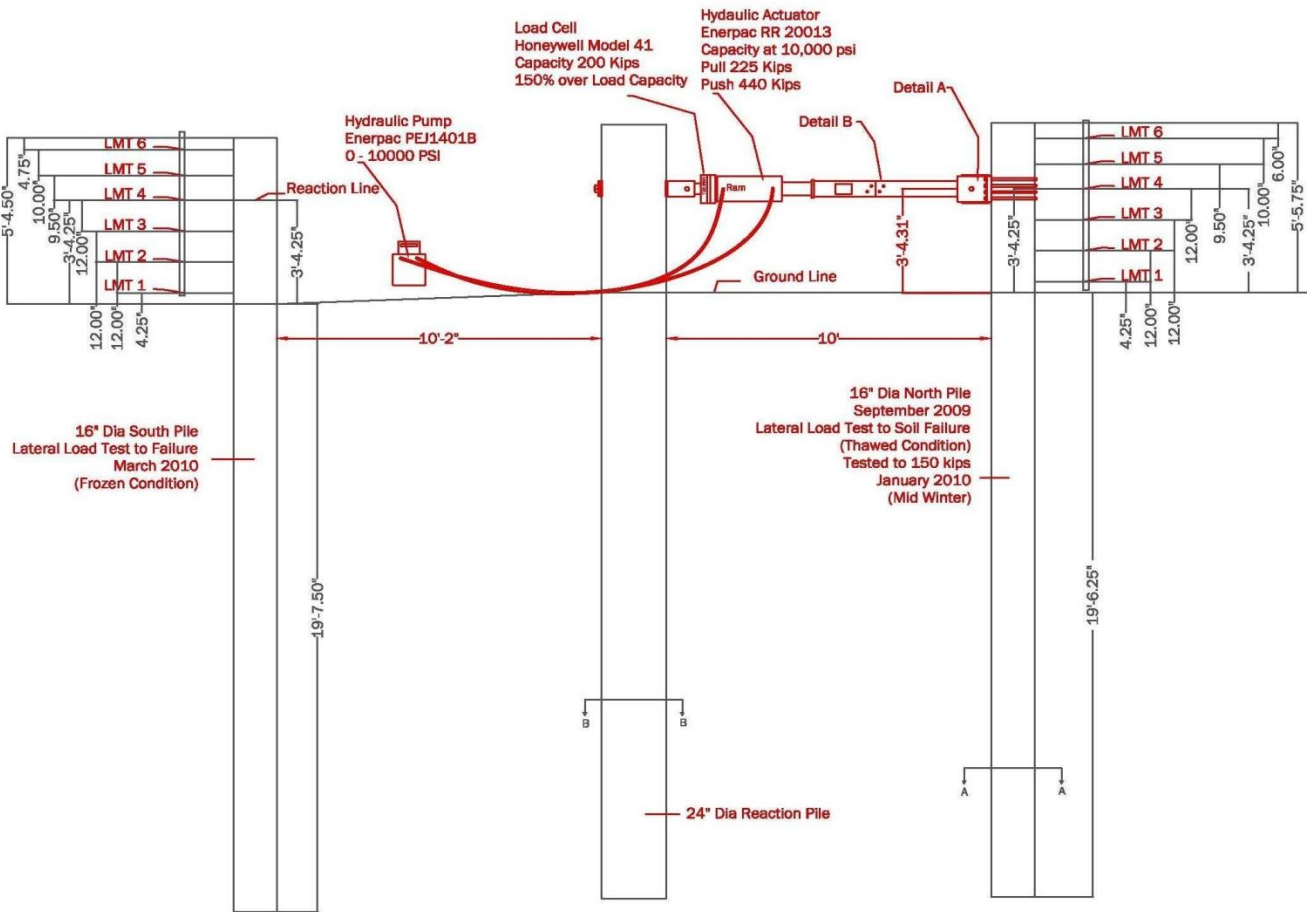 Load Cell
Honeywell Model 41
Capacity 200 Kips
150% over Load Capacity
Hydaulic Actuator
Enerpac RR 20013
Capacity at 10,000 psi
Pull 225 Kips
Push 440 Kips
Detail A
Hydraulic Pump
Enerpac PEJ1401B
0 - 10000 PSI
Detail B
LMT 6
LMT 5
LMT 4
LMT 3
LMT 2
LMT 1
5'-4.50"
4.75"
10.00"
9.50"
3'-4.25"
12.00"
12.00"
12.00"
4.25"
Reaction Line
3'-4.25"
Ram
3'-4.31"
3'-4.25"
LMT 6
LMT 5
LMT 4
LMT 3
LMT 2
LMT 1
6.00"
10.00"
9.50"
12.00"
3'-4.25"
5'-5.75"
4.25"
12.00"
12.00"
Ground Line
10'-2"
10'
16" Dia South Pile
Lateral Load Test to Failure
March 2010
(Frozen Condition)
16" Dia North Pile
September 2009
Lateral Load Test to Soil Failure
(Thawed Condition)
Tested to 150 kips
January 2010
(Mid Winter)
19'-7.50"
19'-6.25"
B
B
A
A
24" Dia Reaction Pile